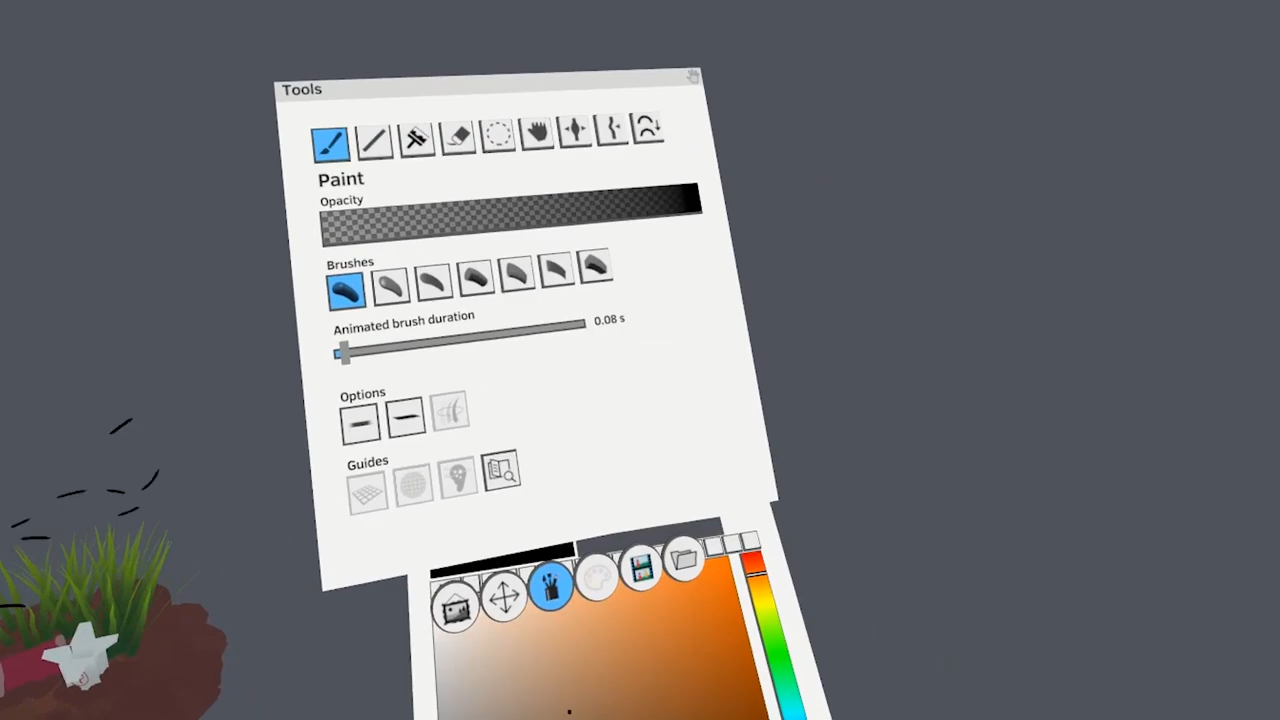 Tools
Paint
Opacity
Brushes
Animated brush duration
0.08 s
Options
Guides